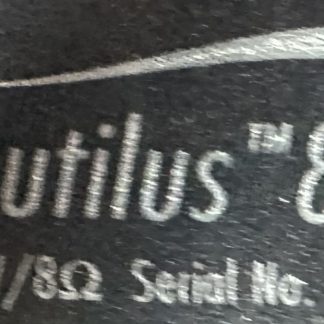 utilus™ 8
/8Ω Serial No.